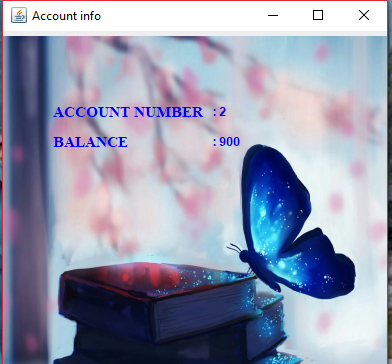 Account info
ACCOUNT NUMBER : 2
BALANCE : 900